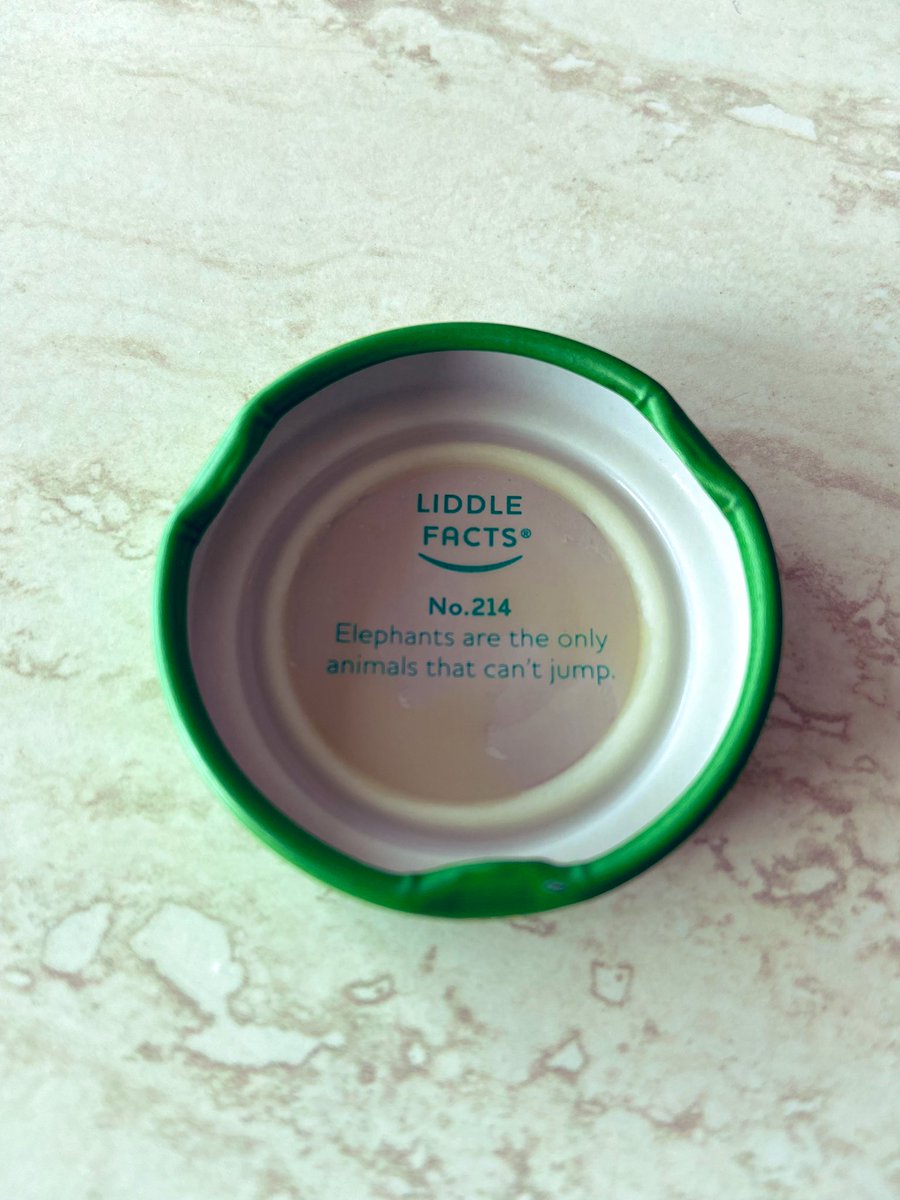 LIDDLE
FACTS®
No.214
Elephants are the only
animals that can't jump.